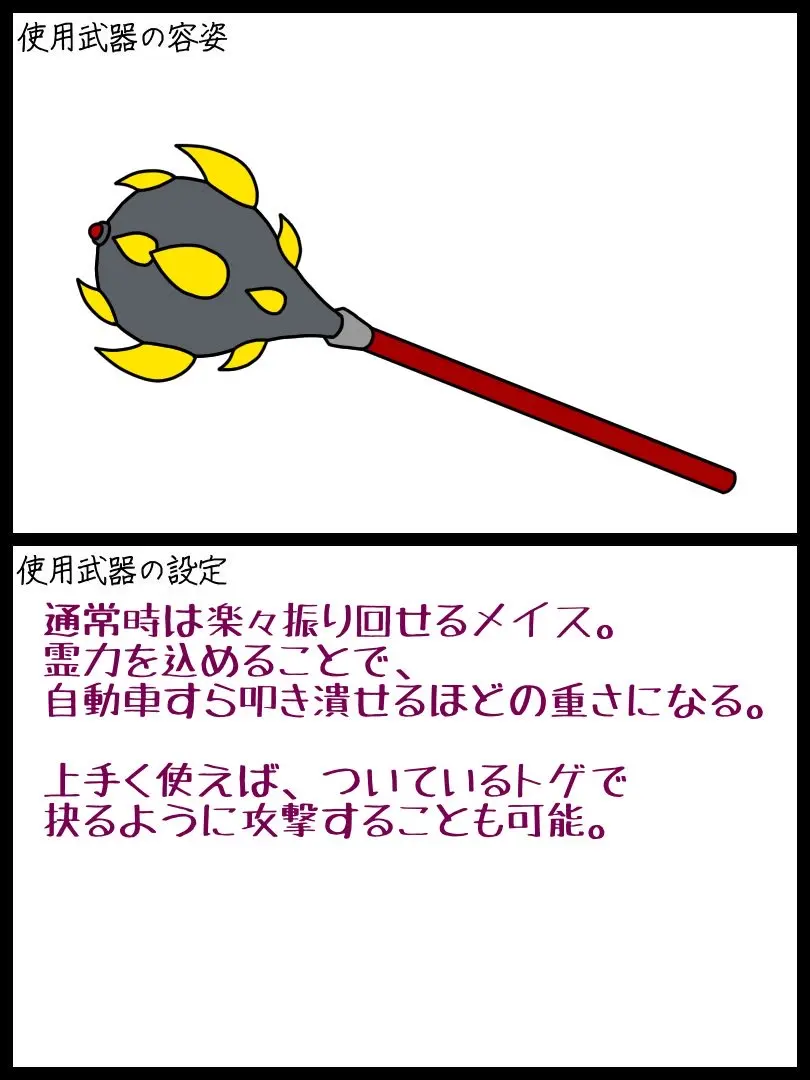 使用武器の容姿
使用武器の設定
通常時は楽々振り回せるメイス。
霊力を込めることで、
自動車すら叩き潰せるほどの重さになる。
上手く使えば、ついているトゲで
抉るように攻撃することも可能。